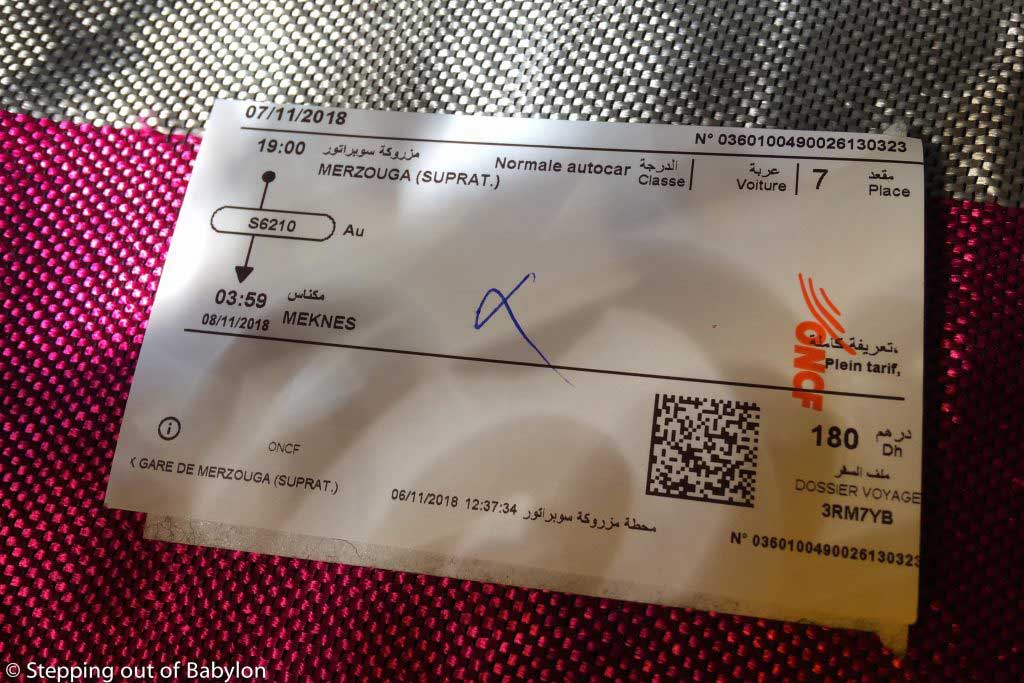 07/11/2018
N° 0360100490026130323
19:00 مزروكة سوبراتور
MERZOUGA (SUPRAT.)
Normale autocar الدرجة Classe
عربة Voiture
7 مقعد Place
S6210 Au
03:59 مكناس
08/11/2018 MEKNES
ONCF
تعريفة كاملة،
Plein tarif,
180 درهم Dh
ملف السفر
DOSSIER VOYAGE
3RM7YB
N° 0360100490026130323
i
ONCF
GARE DE MERZOUGA (SUPRAT.)
06/11/2018 12:37:34 محطة مزروكة سوبراتور
© Stepping out of Babylon